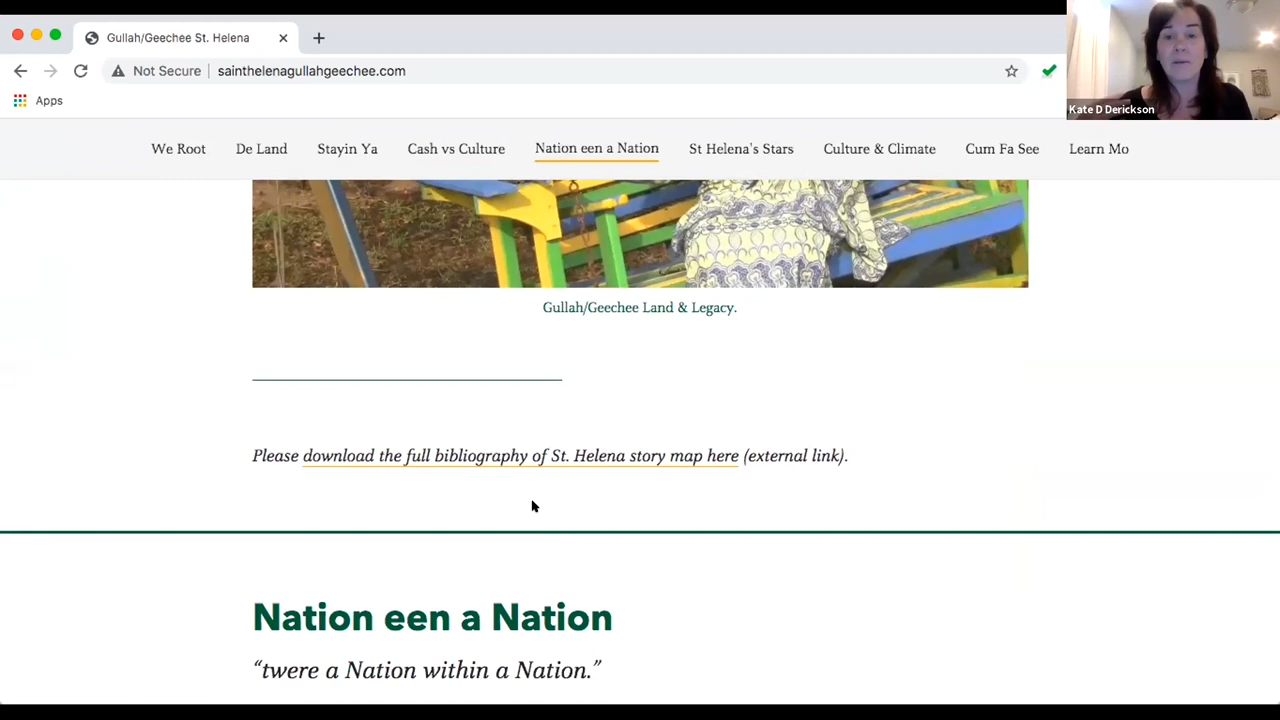 Gullah/Geechee St. Helena
Not Secure
sainthelenagullahgeechee.com
Apps
Kate D Derickson
We Root
De Land
Stayin Ya
Cash vs Culture
Nation een a Nation
St Helena's Stars
Culture & Climate
Cum Fa See
Learn Mo
Gullah/Geechee Land & Legacy.
Please download the full bibliography of St. Helena story map here (external link).
Nation een a Nation
“twere a Nation within a Nation.”